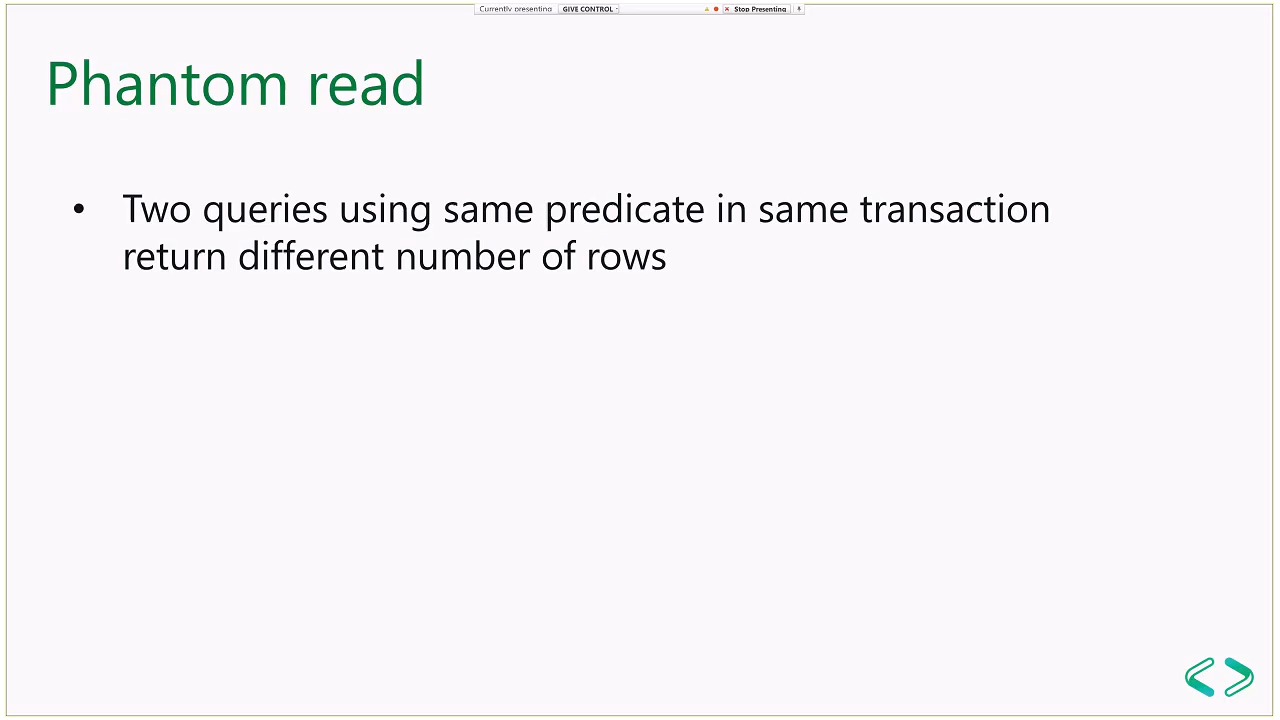 Currently presenting GIVE CONTROL Stop Presenting
Phantom read
• Two queries using same predicate in same transaction
return different number of rows